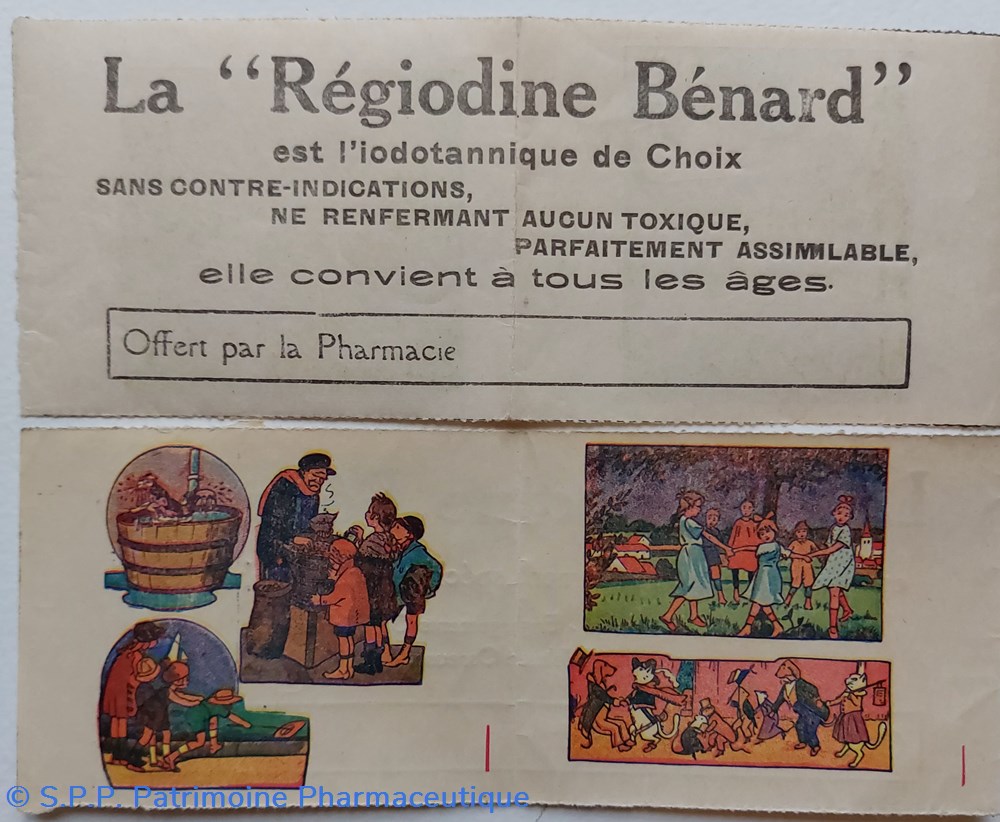 La “Régiodine Bénard”
est l’iodotannique de Choix
SANS CONTRE-INDICATIONS,
NE RENFERMANT AUCUN TOXIQUE,
PARFAITEMENT ASSIMILABLE,
elle convient à tous les âges.
Offert par la Pharmacie
© S.P.P. Patrimoine Pharmaceutique